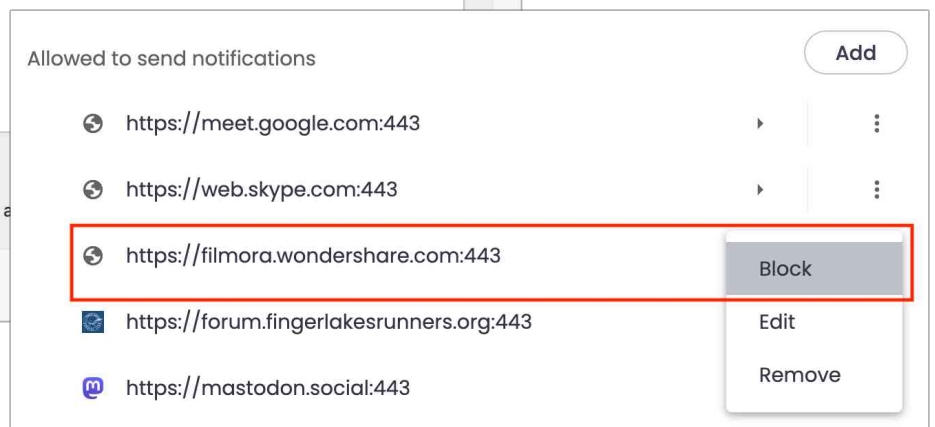 Allowed to send notifications
Add
https://meet.google.com:443
https://web.skype.com:443
https://filmora.wondershare.com:443
Block
https://forum.fingerlakesrunners.org:443
Edit
Remove
https://mastodon.social:443